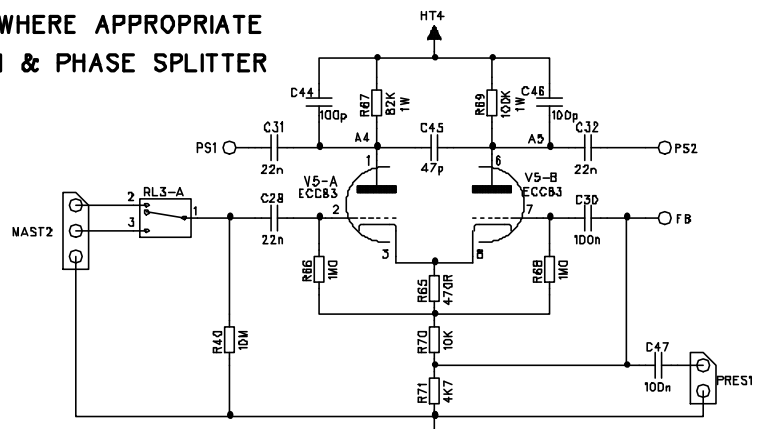 WHERE APPROPRIATE
& PHASE SPLITTER
HT4
C44
100p
R67
82K
1W
R69
100K
1W
C46
100p
PS1
C31
22n
A4
C45
47p
A5
C32
22n
PS2
1
6
V5-A
ECC83
V5-B
ECC83
NAST2
2
3
RL3-A
1
C28
22n
2
7
C30
100n
FB
3
8
R66
1M0
R65
470R
R68
1M0
R40
10M
R70
10K
R71
4K7
C47
100n
PRES1